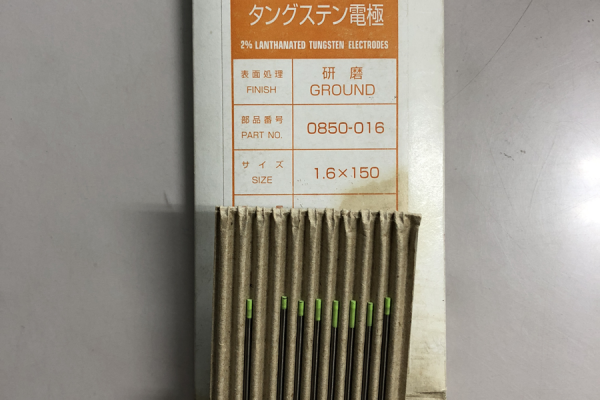 タングステン電極
2% LANTHANATED TUNGSTEN ELECTRODES
表面処理 研磨
FINISH GROUND
部品番号
PART NO. 0850-016
サイズ
SIZE 1.6×150